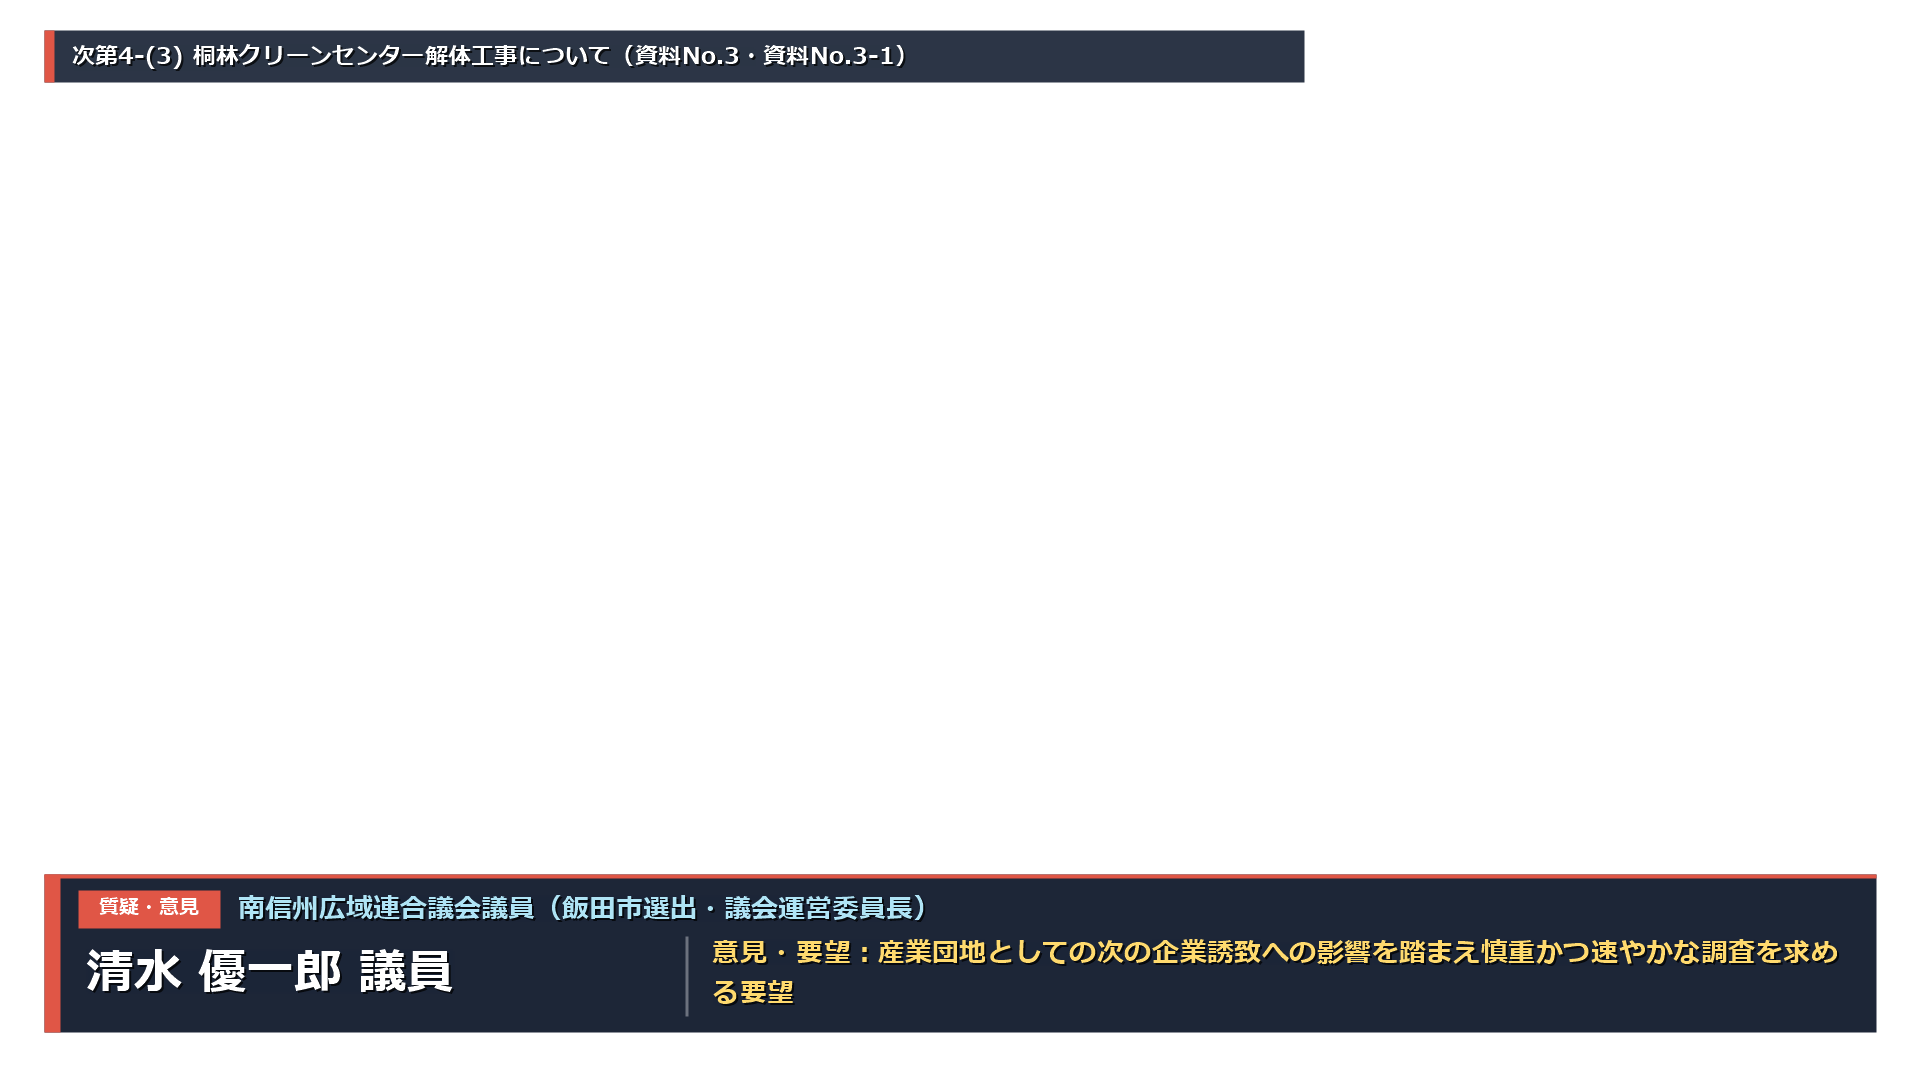 次第4-(3) 桐林クリーンセンター解体工事について（資料No.3・資料No.3-1）
質疑・意見
南信州広域連合議会議員（飯田市選出・議会運営委員長）
清水 優一郎 議員
意見・要望：産業団地としての次の企業誘致への影響を踏まえ慎重かつ速やかな調査を求め
る要望